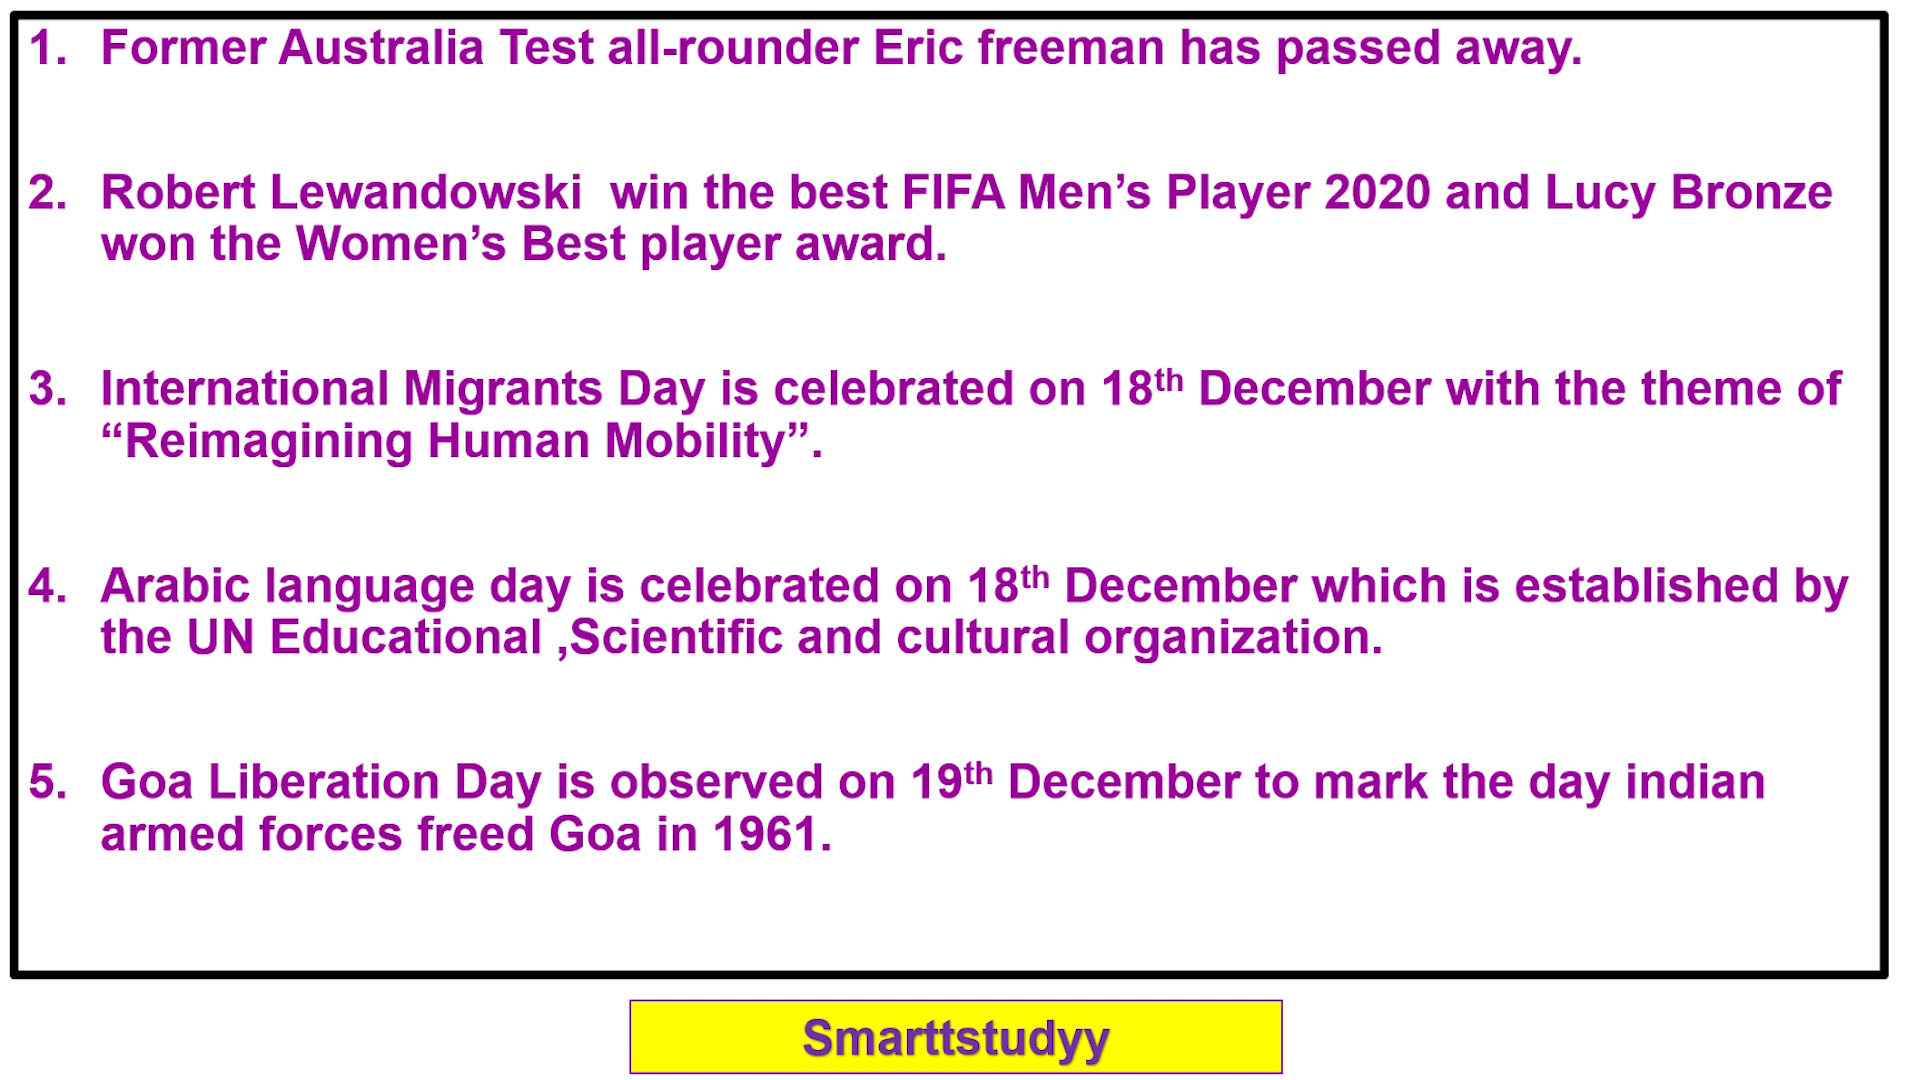 1. Former Australia Test all-rounder Eric freeman has passed away.
2. Robert Lewandowski  win the best FIFA Men’s Player 2020 and Lucy Bronze
won the Women’s Best player award.
3. International Migrants Day is celebrated on 18th December with the theme of
“Reimagining Human Mobility”.
4. Arabic language day is celebrated on 18th December which is established by
the UN Educational ,Scientific and cultural organization.
5. Goa Liberation Day is observed on 19th December to mark the day indian
armed forces freed Goa in 1961.
Smarttstudyy